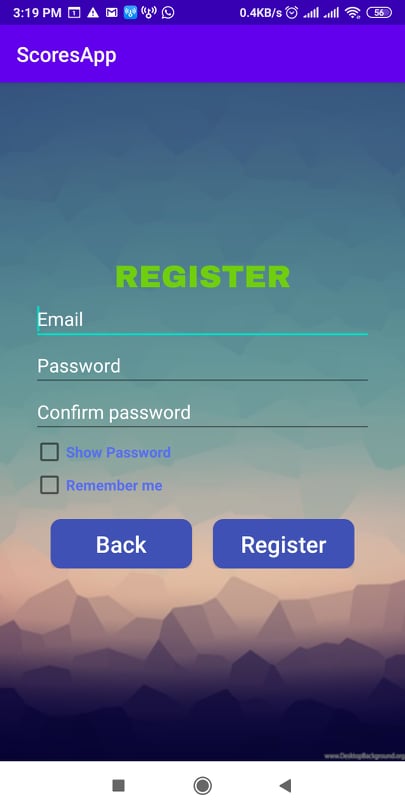 3:19 PM 0.4KB/s 56
ScoresApp
REGISTER
Email
Password
Confirm password
Show Password
Remember me
Back Register
www.DesktopBackground.org